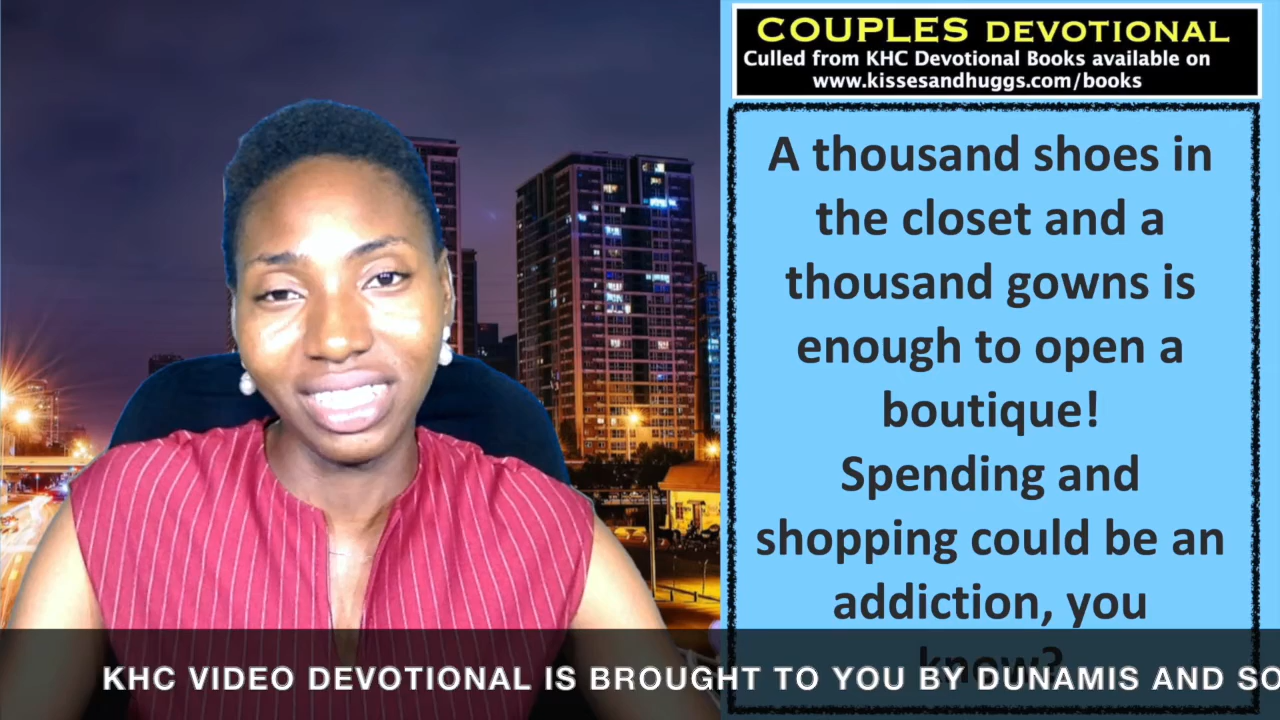 COUPLES DEVOTIONAL
Culled from KHC Devotional Books available on
www.kissesandhuggs.com/books
A thousand shoes in
the closet and a
thousand gowns is
enough to open a
boutique!
Spending and
shopping could be an
addiction, you
know?
KHC VIDEO DEVOTIONAL IS BROUGHT TO YOU BY DUNAMIS AND SO